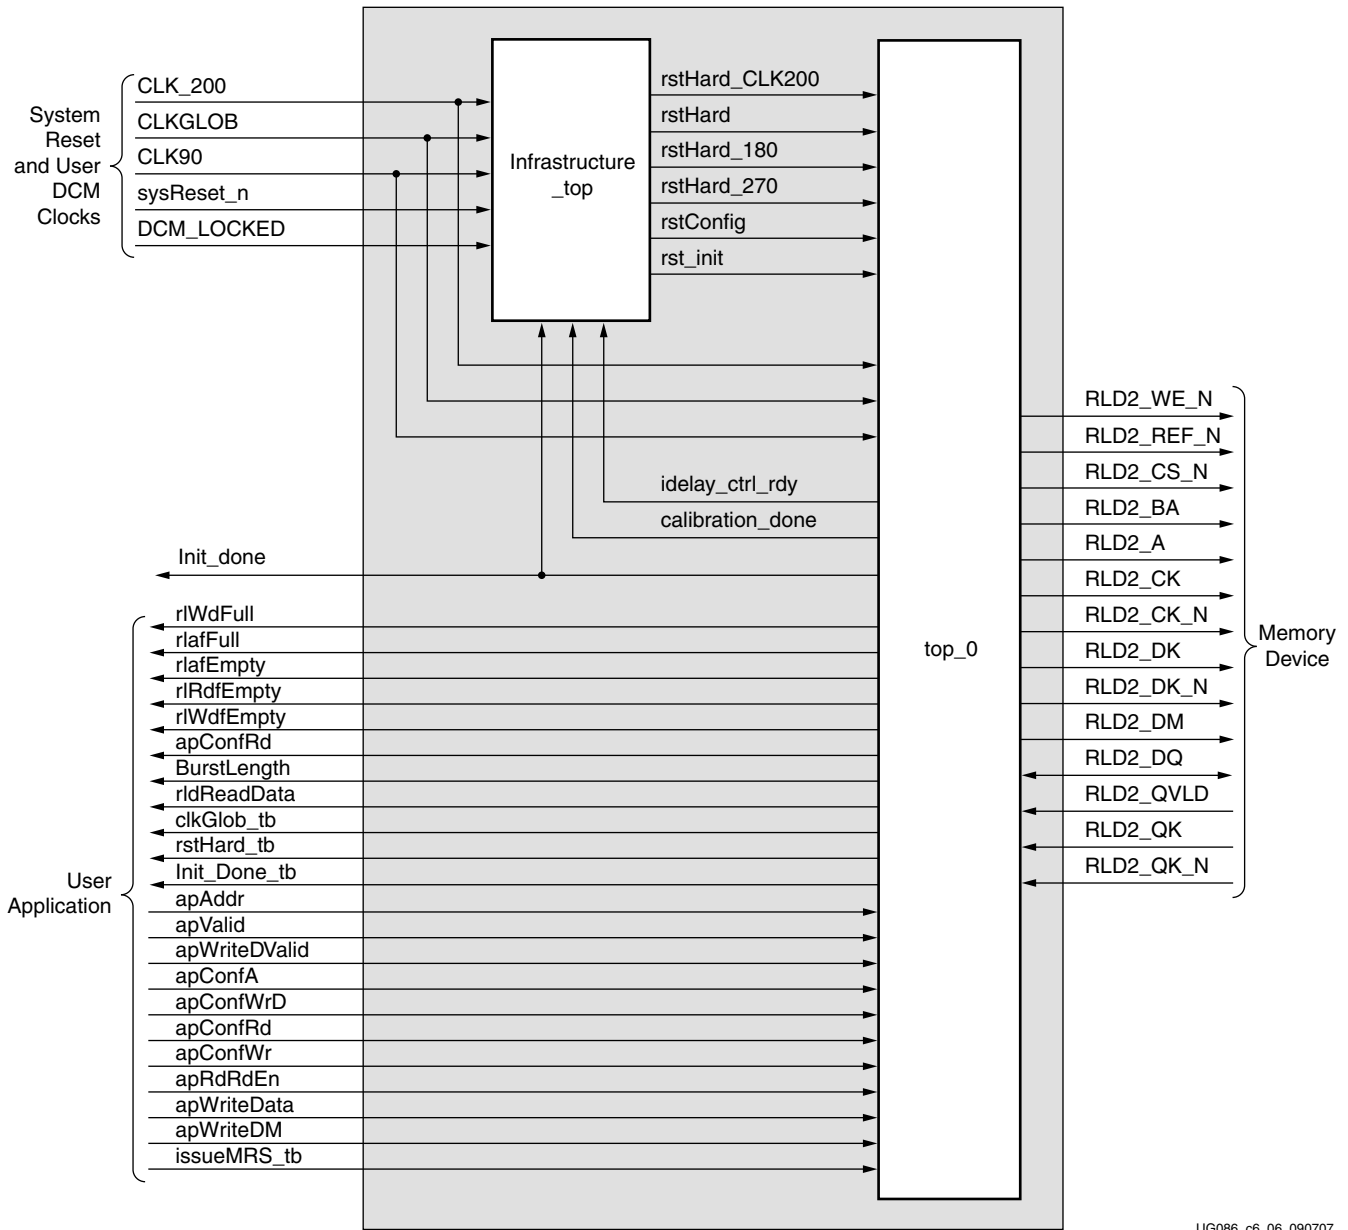 System
Reset
and User
DCM
Clocks
CLK_200
CLKGLOB
CLK90
sysReset_n
DCM_LOCKED
Infrastructure
_top
rstHard_CLK200
rstHard
rstHard_180
rstHard_270
rstConfig
rst_init
idelay_ctrl_rdy
calibration_done
Init_done
User
Application
rlWdFull
rlafFull
rlafEmpty
rlRdfEmpty
rlWdfEmpty
apConfRd
BurstLength
rldReadData
clkGlob_tb
rstHard_tb
Init_Done_tb
apAddr
apValid
apWriteDValid
apConfA
apConfWrD
apConfRd
apConfWr
apRdRdEn
apWriteData
apWriteDM
issueMRS_tb
top_0
RLD2_WE_N
RLD2_REF_N
RLD2_CS_N
RLD2_BA
RLD2_A
RLD2_CK
RLD2_CK_N
RLD2_DK
RLD2_DK_N
RLD2_DM
RLD2_DQ
RLD2_QVLD
RLD2_QK
RLD2_QK_N
Memory
Device
UG086_c6_06_090707